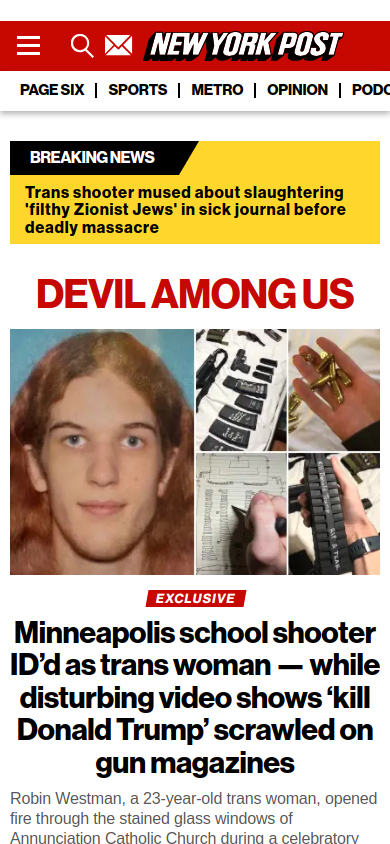 NEW YORK POST
PAGE SIX | SPORTS | METRO | OPINION | PODC
BREAKING NEWS
Trans shooter mused about slaughtering
'filthy Zionist Jews' in sick journal before
deadly massacre
DEVIL AMONG US
EXCLUSIVE
Minneapolis school shooter
ID’d as trans woman — while
disturbing video shows ‘kill
Donald Trump’ scrawled on
gun magazines
Robin Westman, a 23-year-old trans woman, opened
fire through the stained glass windows of
Annunciation Catholic Church during a celebratory